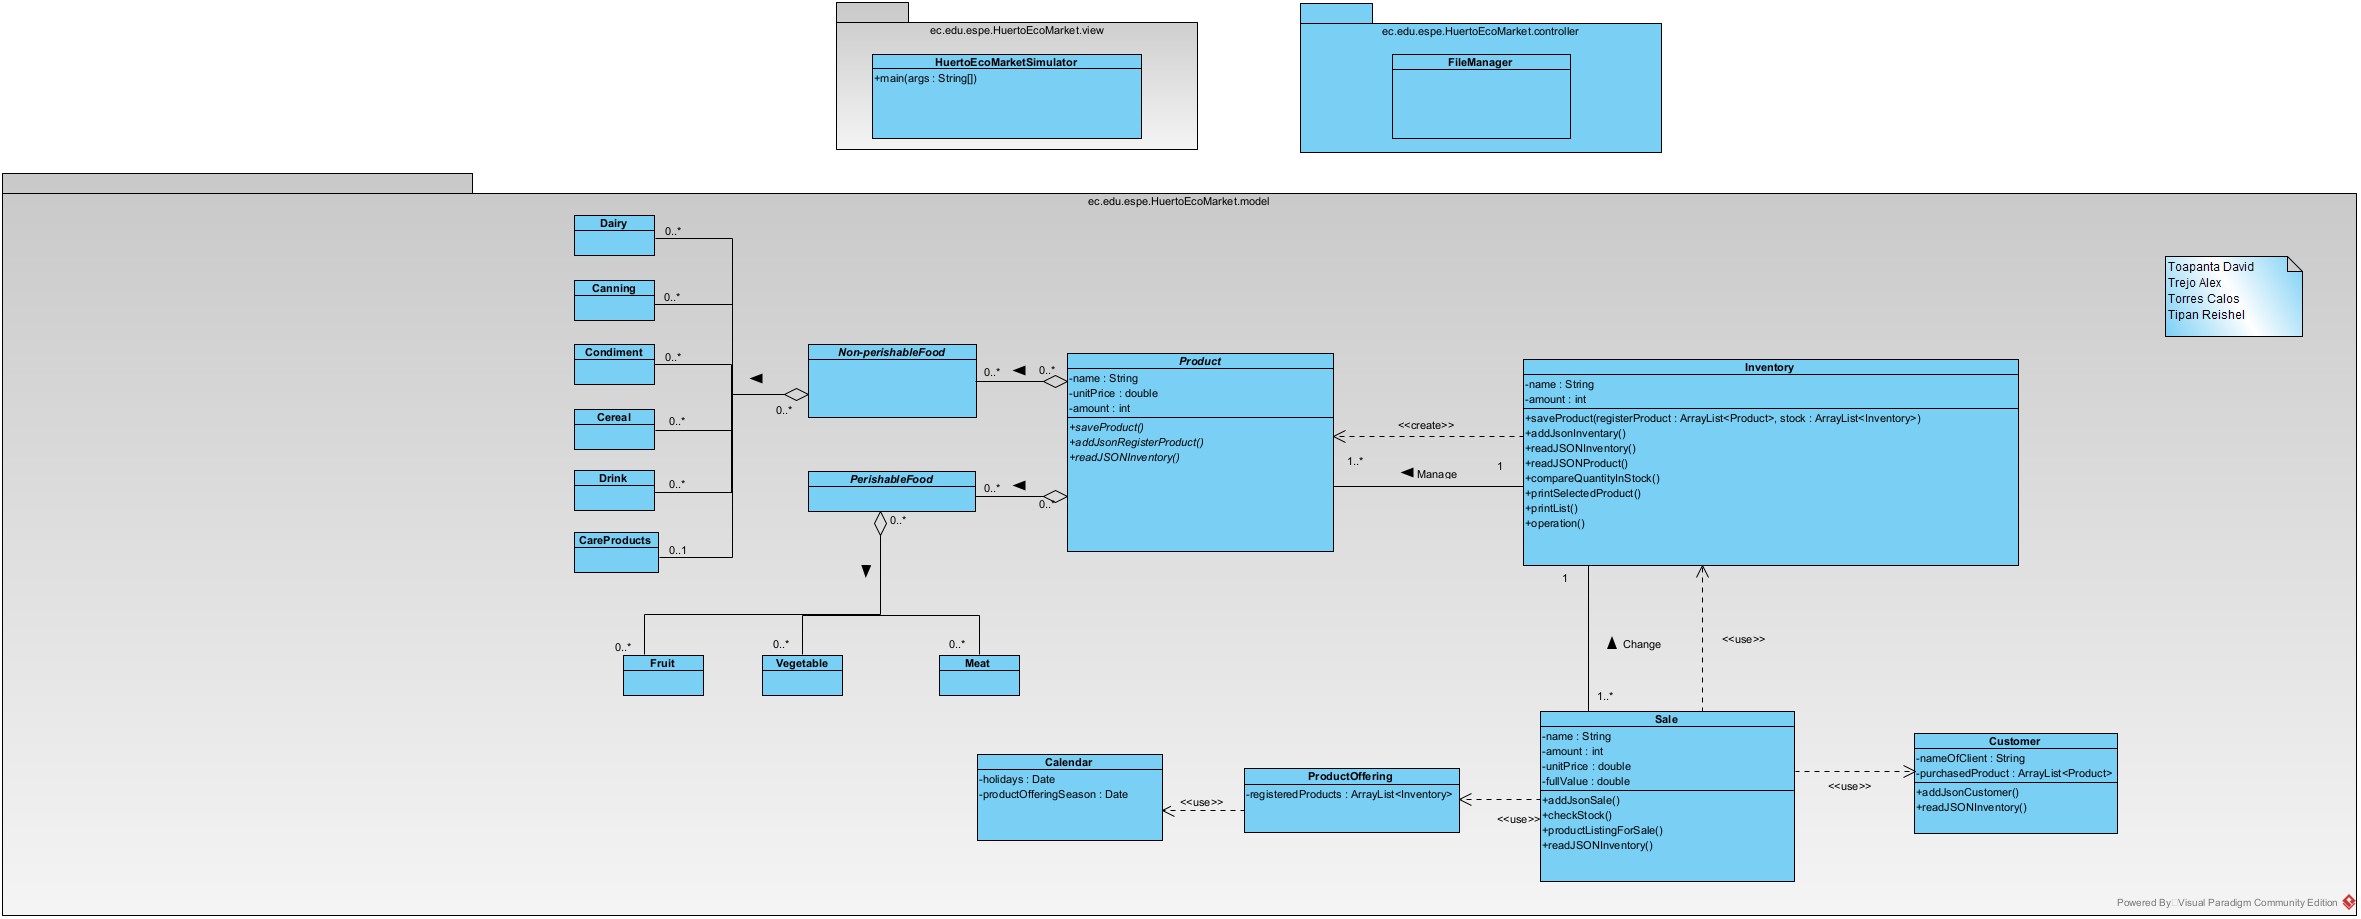 ec.edu.espe.HuertoEcoMarket.view
HuertoEcoMarketSimulator
+main(args : String[])
ec.edu.espe.HuertoEcoMarket.controller
FileManager
ec.edu.espe.HuertoEcoMarket.model
Toapanta David
Trejo Alex
Torres Calos
Tipan Reishel
Dairy
0..*
Canning
0..*
Condiment
0..*
Cereal
0..*
Drink
0..*
CareProducts
0..1
0..*
Non-perishableFood
0..*
0..*
PerishableFood
0..*
0..*
0..*
Product
-name : String
-unitPrice : double
-amount : int
+saveProduct()
+addJsonRegisterProduct()
+readJSONInventory()
<<create>>
1..*
Manage
1
Inventory
-name : String
-amount : int
+saveProduct(registerProduct : ArrayList<Product>, stock : ArrayList<Inventory>)
+addJsonInventary()
+readJSONInventory()
+readJSONProduct()
+compareQuantityInStock()
+printSelectedProduct()
+printList()
+operation()
0..*
Fruit
0..*
Vegetable
0..*
Meat
1
Change
<<use>>
1..*
Sale
-name : String
-amount : int
-unitPrice : double
-fullValue : double
+addJsonSale()
+checkStock()
+productListingForSale()
+readJSONInventory()
<<use>>
Customer
-nameOfClient : String
-purchasedProduct : ArrayList<Product>
+addJsonCustomer()
+readJSONInventory()
Calendar
-holidays : Date
-productOfferingSeason : Date
<<use>>
ProductOffering
-registeredProducts : ArrayList<Inventory>
<<use>>
Powered By Visual Paradigm Community Edition